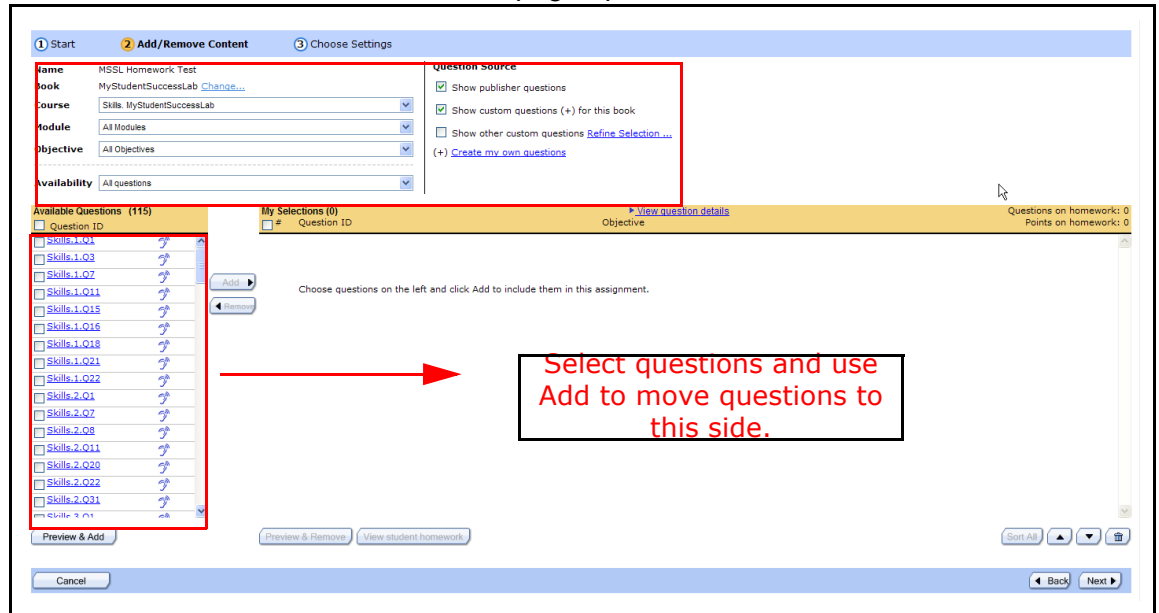 1 Start 2 Add/Remove Content 3 Choose Settings
Name MSSL Homework Test
Book MyStudentSuccessLab Change...
Course Skills. MyStudentSuccessLab
Module All Modules
Objective All Objectives
Availability All questions
Question Source
Show publisher questions
Show custom questions (+) for this book
Show other custom questions Refine Selection ...
(+) Create my own questions
Available Questions (115)
Question ID
My Selections (0)
# Question ID
View question details
Objective
Questions on homework: 0
Points on homework: 0
Skills.1.Q1
Skills.1.Q3
Skills.1.Q7
Skills.1.Q11
Skills.1.Q15
Skills.1.Q16
Skills.1.Q18
Skills.1.Q21
Skills.1.Q22
Skills.2.Q1
Skills.2.Q7
Skills.2.Q8
Skills.2.Q11
Skills.2.Q20
Skills.2.Q22
Skills.2.Q31
Skills.3.Q1
Add
Remove
Choose questions on the left and click Add to include them in this assignment.
Select questions and use
Add to move questions to
this side.
Preview & Add Preview & Remove View student homework Sort All
Cancel Back Next